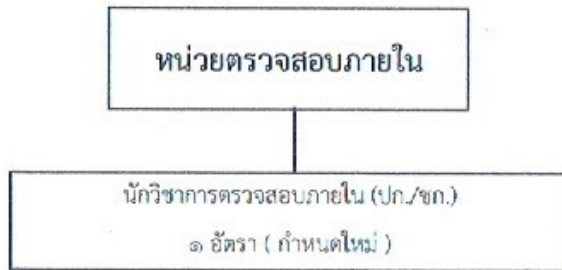 หน่วยตรวจสอบภายใน
นักวิชาการตรวจสอบภายใน (ปก./ชก.)
๑ อัตรา ( กำหนดใหม่ )